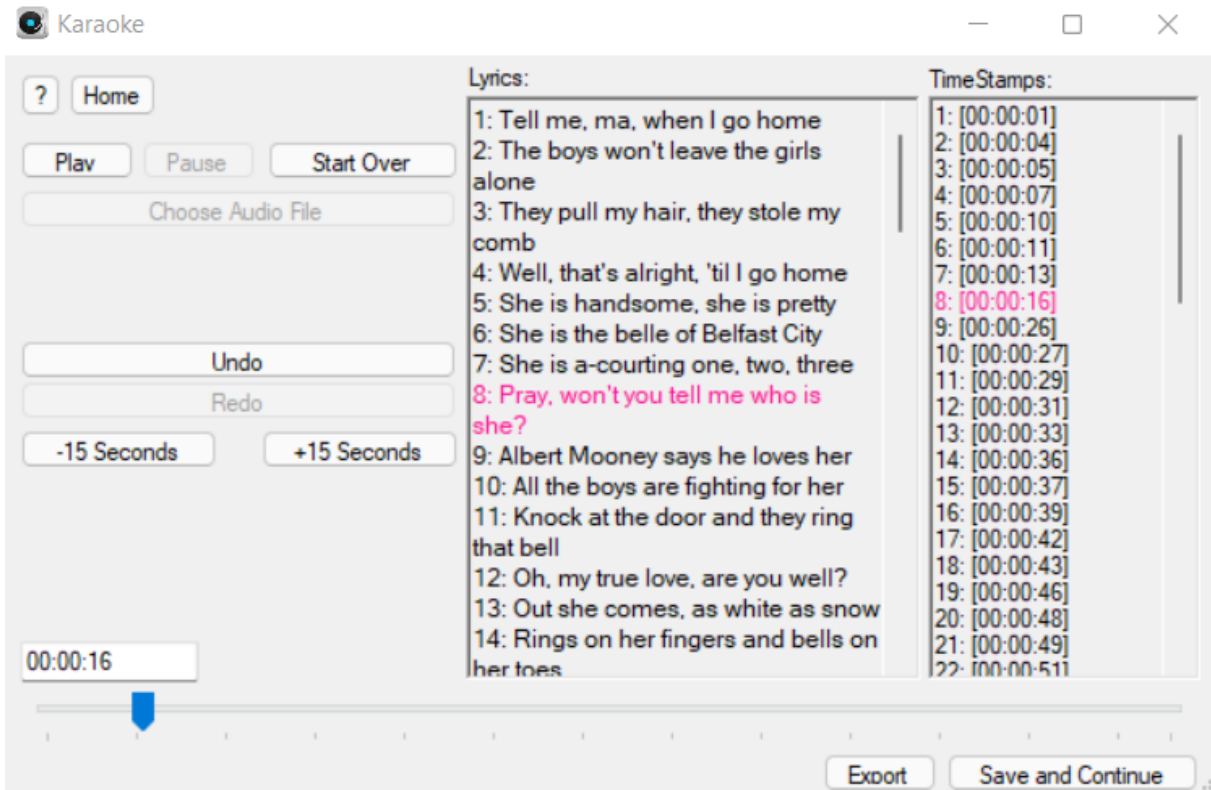 Karaoke
? Home
Play Pause Start Over
Choose Audio File
Undo
Redo
-15 Seconds +15 Seconds
00:00:16
Lyrics:
1: Tell me, ma, when I go home
2: The boys won't leave the girls
alone
3: They pull my hair, they stole my
comb
4: Well, that's alright, 'til I go home
5: She is handsome, she is pretty
6: She is the belle of Belfast City
7: She is a-courting one, two, three
8: Pray, won't you tell me who is
she?
9: Albert Mooney says he loves her
10: All the boys are fighting for her
11: Knock at the door and they ring
that bell
12: Oh, my true love, are you well?
13: Out she comes, as white as snow
14: Rings on her fingers and bells on
her toes
TimeStamps:
1: [00:00:01]
2: [00:00:04]
3: [00:00:05]
4: [00:00:07]
5: [00:00:10]
6: [00:00:11]
7: [00:00:13]
8: [00:00:16]
9: [00:00:26]
10: [00:00:27]
11: [00:00:29]
12: [00:00:31]
13: [00:00:33]
14: [00:00:36]
15: [00:00:37]
16: [00:00:39]
17: [00:00:42]
18: [00:00:43]
19: [00:00:46]
20: [00:00:48]
21: [00:00:49]
22: [00:00:51]
Export Save and Continue